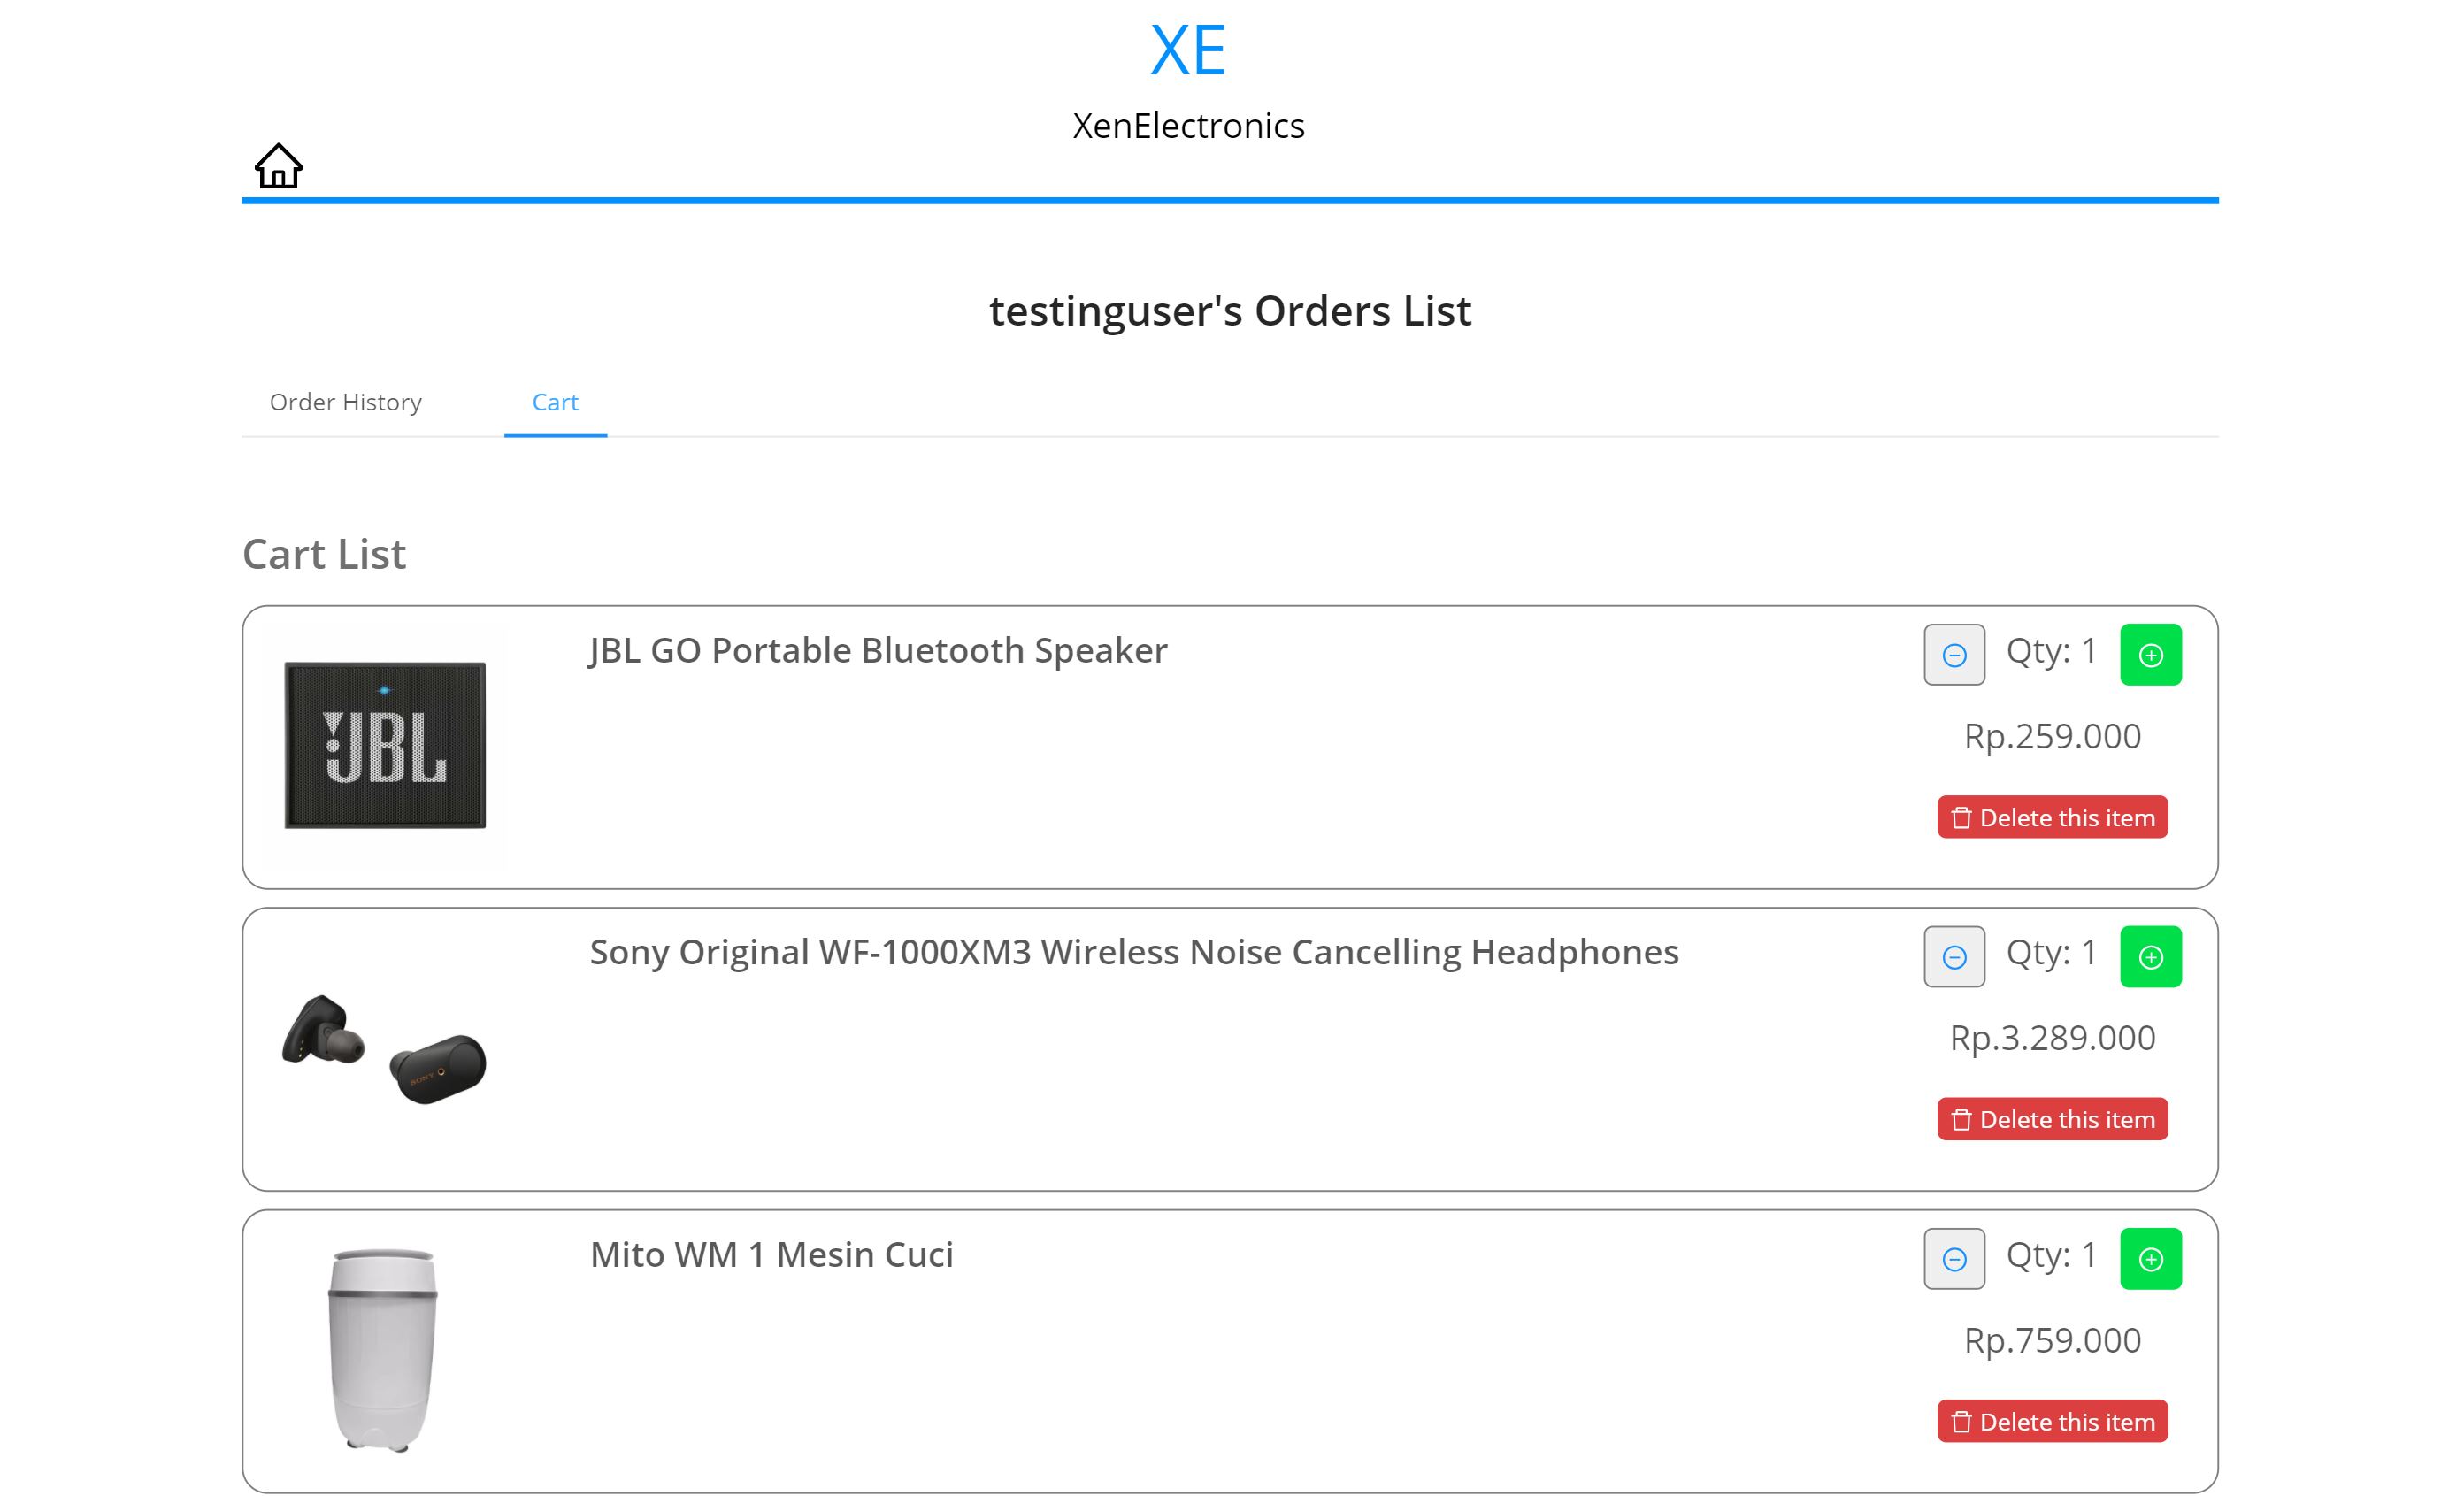 XE
XenElectronics
testinguser's Orders List
Order History
Cart
Cart List
JBL
JBL GO Portable Bluetooth Speaker
Qty: 1
Rp.259.000
Delete this item
SONY
Sony Original WF-1000XM3 Wireless Noise Cancelling Headphones
Qty: 1
Rp.3.289.000
Delete this item
Mito WM 1 Mesin Cuci
Qty: 1
Rp.759.000
Delete this item